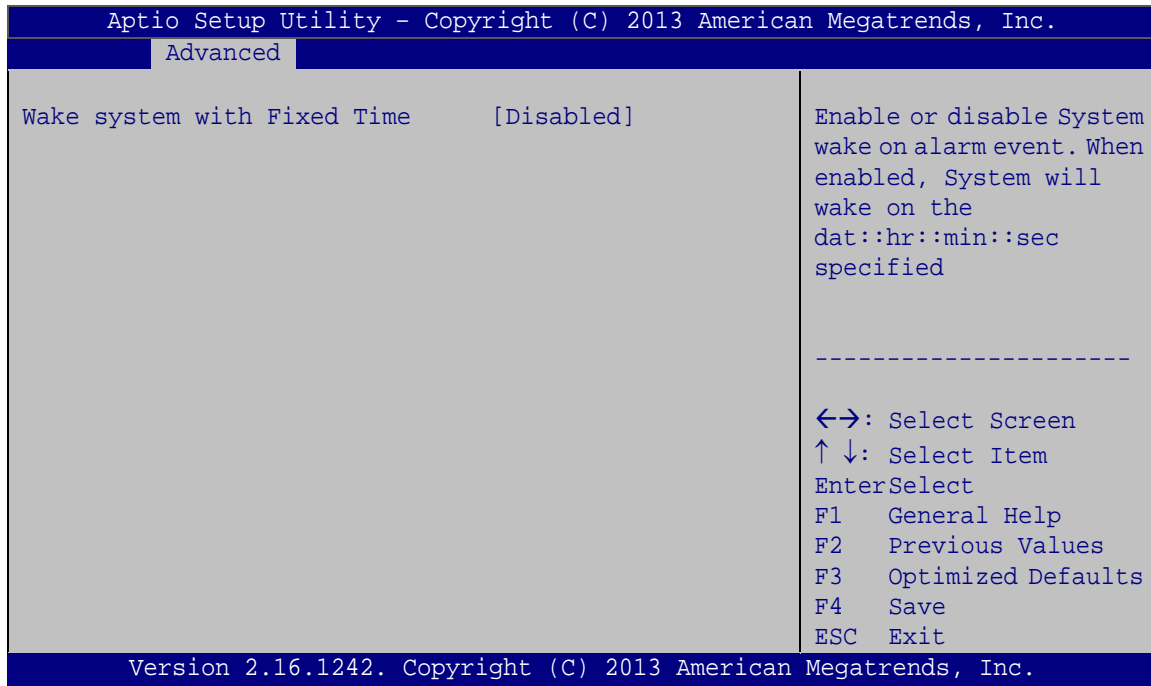 Aptio Setup Utility – Copyright (C) 2013 American Megatrends, Inc.
Advanced
Wake system with Fixed Time [Disabled]
Enable or disable System
wake on alarm event. When
enabled, System will
wake on the
dat::hr::min::sec
specified
----------------------
←→: Select Screen
↑ ↓: Select Item
EnterSelect
F1 General Help
F2 Previous Values
F3 Optimized Defaults
F4 Save
ESC Exit
Version 2.16.1242. Copyright (C) 2013 American Megatrends, Inc.